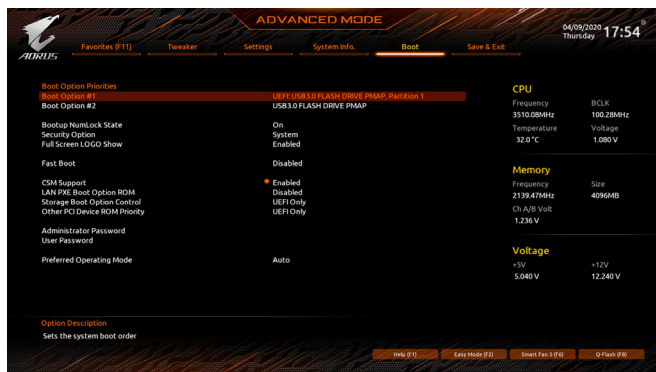 ADVANCED MODE
04/09/2020
Thursday
17:54
AORUS
Favorites (F11) Tweaker Settings System Info. Boot Save & Exit
Boot Option Priorities
Boot Option #1 UEFI: USB3.0 FLASH DRIVE PMAP, Partition 1
Boot Option #2 USB3.0 FLASH DRIVE PMAP
Bootup NumLock State On
Security Option System
Full Screen LOGO Show Enabled
Fast Boot Disabled
CSM Support * Enabled
LAN PXE Boot Option ROM Disabled
Storage Boot Option Control UEFI Only
Other PCI Device ROM Priority UEFI Only
Administrator Password
User Password
Preferred Operating Mode Auto
CPU
Frequency BCLK
3510.08MHz 100.28MHz
Temperature Voltage
32.0 °C 1.080 V
Memory
Frequency Size
2139.47MHz 4096MB
Ch A/B Volt
1.236 V
Voltage
+5V +12V
5.040 V 12.240 V
Option Description
Sets the system boot order
Help (F1) Easy Mode (F2) Smart Fan 5 (F6) Q-Flash (F8)